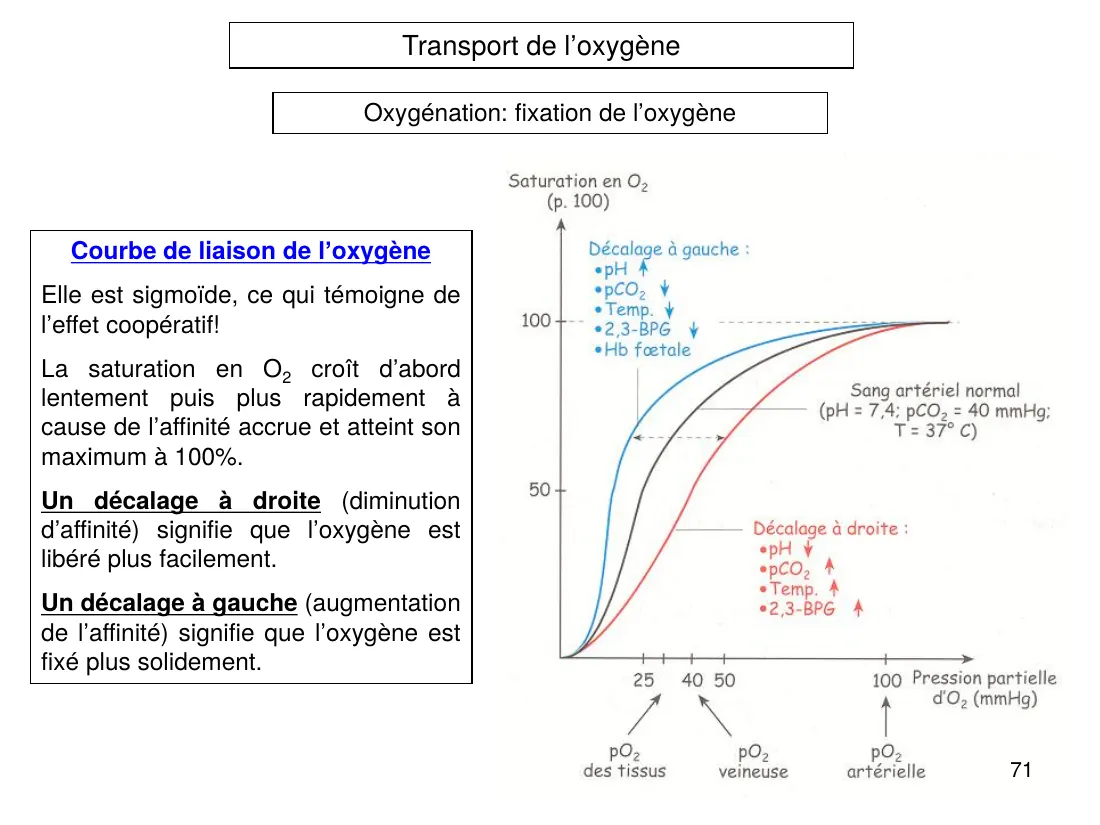 Transport de l’oxygène
Oxygénation: fixation de l’oxygène
Courbe de liaison de l’oxygène
Elle est sigmoïde, ce qui témoigne de
l’effet coopératif!
La saturation en O₂ croît d’abord
lentement puis plus rapidement à
cause de l’affinité accrue et atteint son
maximum à 100%.
Un décalage à droite (diminution
d’affinité) signifie que l’oxygène est
libéré plus facilement.
Un décalage à gauche (augmentation
de l’affinité) signifie que l’oxygène est
fixé plus solidement.
Saturation en O₂
(p. 100)
Décalage à gauche :
•pH ↑
•pCO₂ ↓
•Temp. ↓
•2,3-BPG ↓
•Hb fœtale
100
Sang artériel normal
(pH = 7,4; pCO₂ = 40 mmHg;
T = 37° C)
50
Décalage à droite :
•pH ↓
•pCO₂ ↑
•Temp. ↑
•2,3-BPG ↑
25 40 50 100
Pression partielle
d’O₂ (mmHg)
pO₂
des tissus
pO₂
veineuse
pO₂
artérielle
71